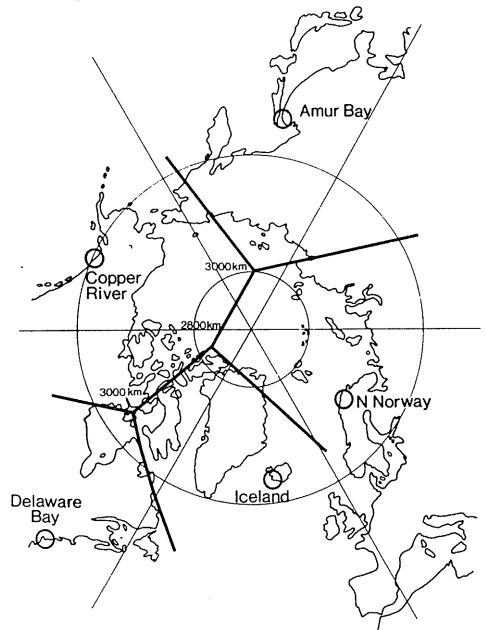 Amur Bay
3000km
Copper
River
2800km
3000km
N Norway
Iceland
Delaware
Bay